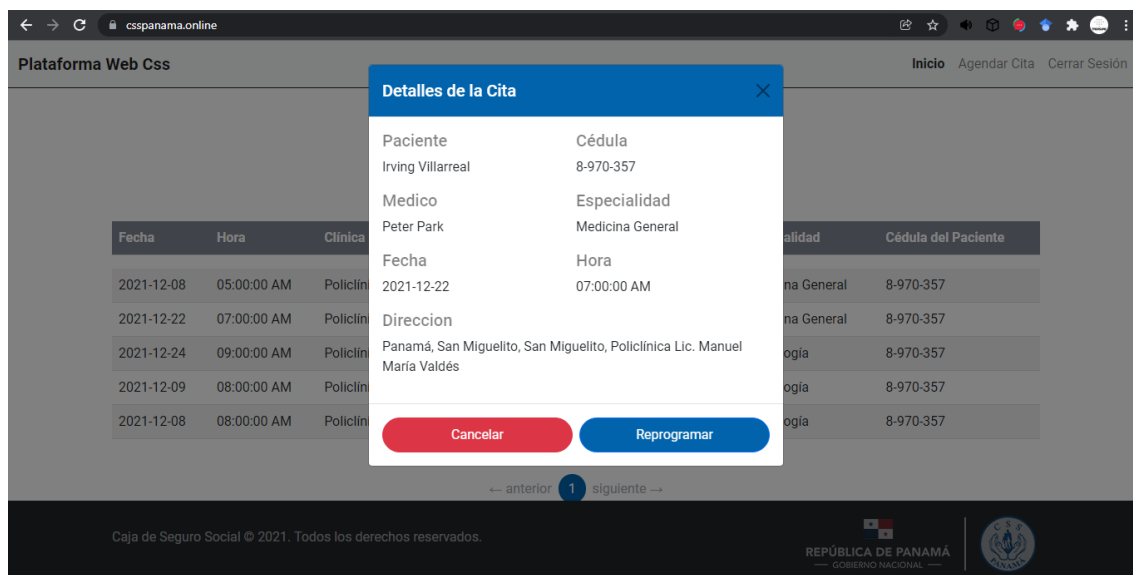 csspanama.online
Plataforma Web Css
Inicio Agendar Cita Cerrar Sesión
Detalles de la Cita
Paciente Cédula
Irving Villarreal 8-970-357
Medico Especialidad
Peter Park Medicina General
Fecha Hora
2021-12-22 07:00:00 AM
Direccion
Panamá, San Miguelito, San Miguelito, Policlínica Lic. Manuel
María Valdés
Cancelar Reprogramar
Fecha Hora Clínica alidad Cédula del Paciente
2021-12-08 05:00:00 AM Policlín na General 8-970-357
2021-12-22 07:00:00 AM Policlín na General 8-970-357
2021-12-24 09:00:00 AM Policlín ogía 8-970-357
2021-12-09 08:00:00 AM Policlín ogía 8-970-357
2021-12-08 08:00:00 AM Policlín ogía 8-970-357
← anterior 1 siguiente →
Caja de Seguro Social © 2021. Todos los derechos reservados.
REPÚBLICA DE PANAMÁ
— GOBIERNO NACIONAL —
C S S
PANAMA